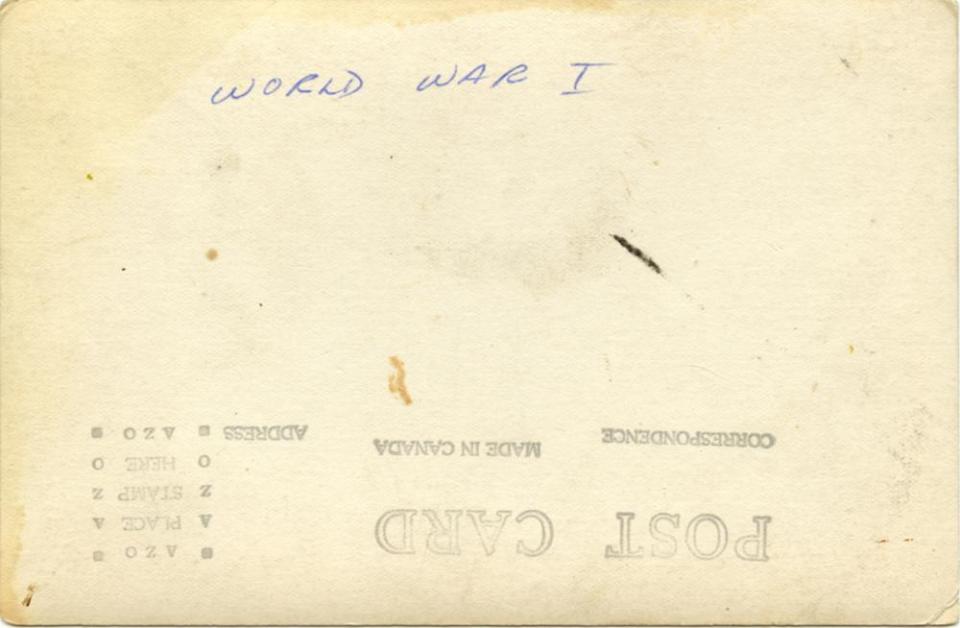 WORLD WAR I
POST CARD
CORRESPONDENCE
MADE IN CANADA
ADDRESS
■ AZO ■
A PLACE A
Z STAMP Z
O HERE O
■ AZO ■